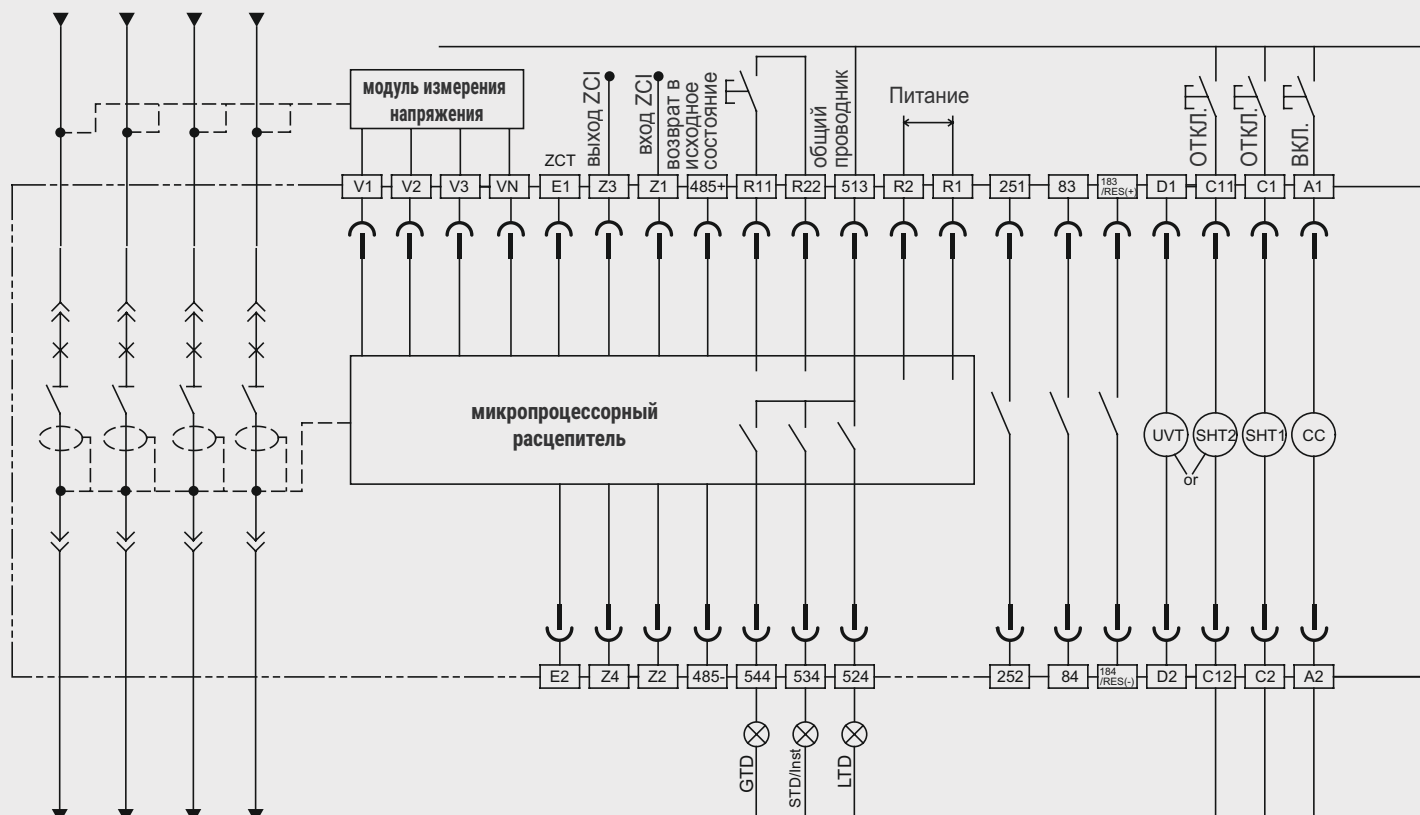 модуль измерения
напряжения
ZCT
выход ZCI
вход ZCI
возврат в
исходное
состояние
общий
проводник
Питание
ОТКЛ.
ОТКЛ.
ВКЛ.
V1
V2
V3
VN
E1
Z3
Z1
485+
R11
R22
513
R2
R1
251
83
183
/RES(+)
D1
C11
C1
A1
микропроцессорный
расцепитель
UVT
SHT2
SHT1
CC
or
E2
Z4
Z2
485-
544
534
524
252
84
184
/RES(-)
D2
C12
C2
A2
GTD
STD/Inst
LTD